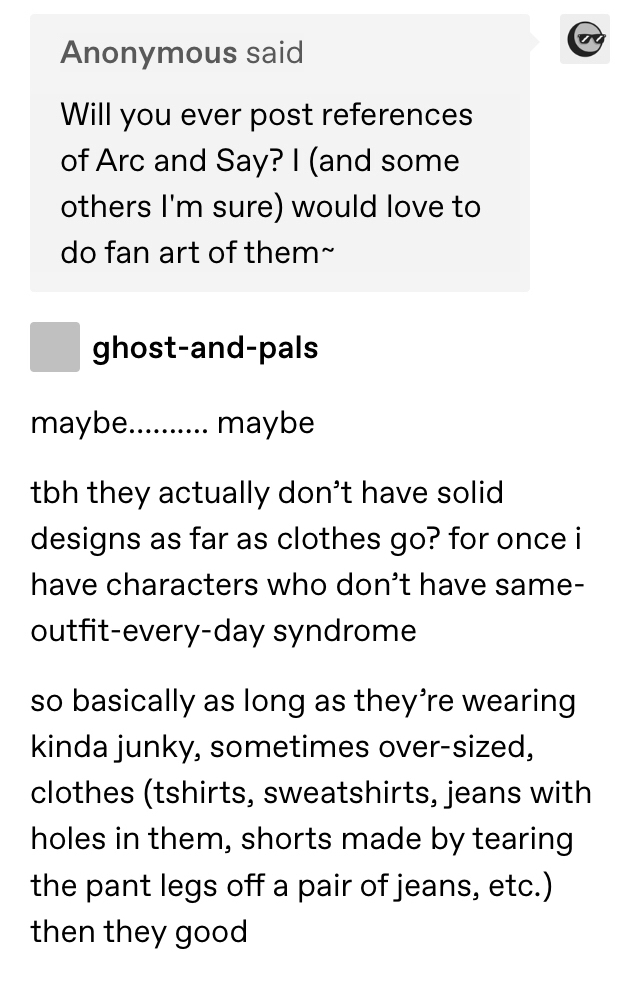 Anonymous said
Will you ever post references
of Arc and Say? I (and some
others I'm sure) would love to
do fan art of them~
ghost-and-pals
maybe.......... maybe
tbh they actually don’t have solid
designs as far as clothes go? for once i
have characters who don’t have same-
outfit-every-day syndrome
so basically as long as they’re wearing
kinda junky, sometimes over-sized,
clothes (tshirts, sweatshirts, jeans with
holes in them, shorts made by tearing
the pant legs off a pair of jeans, etc.)
then they good